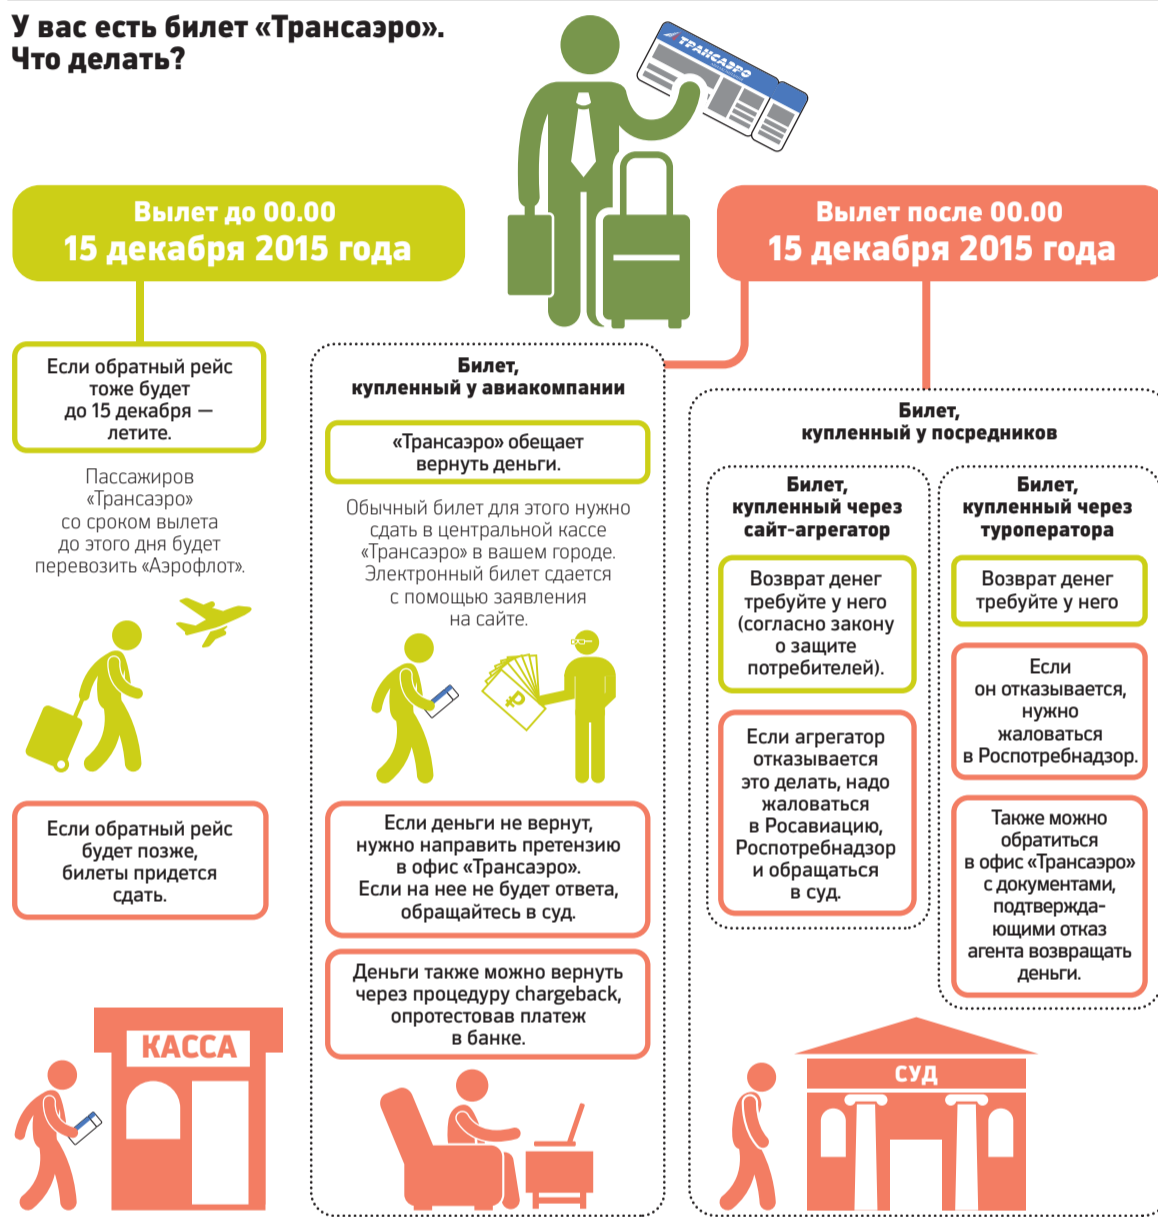 У вас есть билет «Трансаэро».
Что делать?
ТРАНСАЭРО
Вылет до 00.00
15 декабря 2015 года
Вылет после 00.00
15 декабря 2015 года
Если обратный рейс
тоже будет
до 15 декабря —
летите.
Пассажиров
«Трансаэро»
со сроком вылета
до этого дня будет
перевозить «Аэрофлот».
Если обратный рейс
будет позже,
билеты придется
сдать.
КАССА
Билет,
купленный у авиакомпании
«Трансаэро» обещает
вернуть деньги.
Обычный билет для этого нужно
сдать в центральной кассе
«Трансаэро» в вашем городе.
Электронный билет сдается
с помощью заявления
на сайте.
₽
Если деньги не вернут,
нужно направить претензию
в офис «Трансаэро».
Если на нее не будет ответа,
обращайтесь в суд.
Деньги также можно вернуть
через процедуру chargeback,
опротестовав платеж
в банке.
Билет,
купленный у посредников
Билет,
купленный через
сайт-агрегатор
Возврат денег
требуйте у него
(согласно закону
о защите
потребителей).
Если агрегатор
отказывается
это делать, надо
жаловаться
в Росавиацию,
Роспотребнадзор
и обращаться
в суд.
Билет,
купленный через
туроператора
Возврат денег
требуйте у него
Если
он отказывается,
нужно
жаловаться
в Роспотребнадзор.
Также можно
обратиться
в офис «Трансаэро»
с документами,
подтвержда-
ющими отказ
агента возвращать
деньги.
СУД